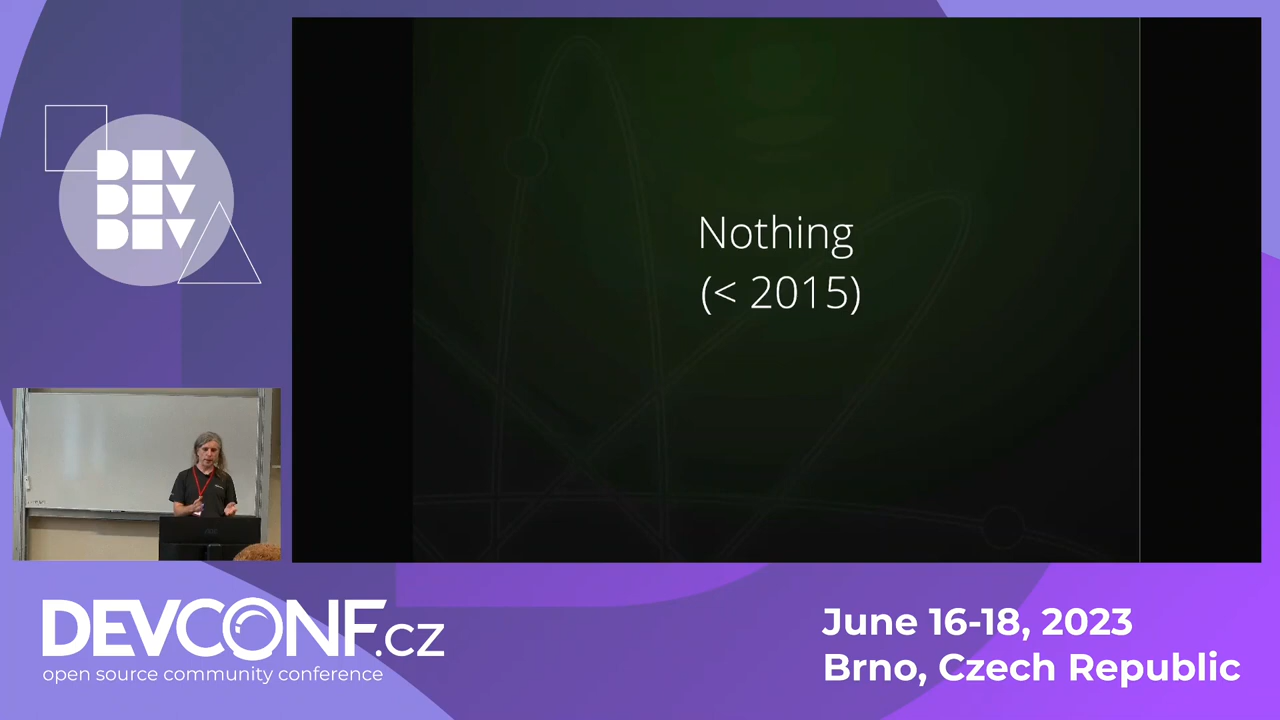 DEV
DEV
DEV
Nothing
(< 2015)
DEVCONF.cz
open source community conference
June 16-18, 2023
Brno, Czech Republic